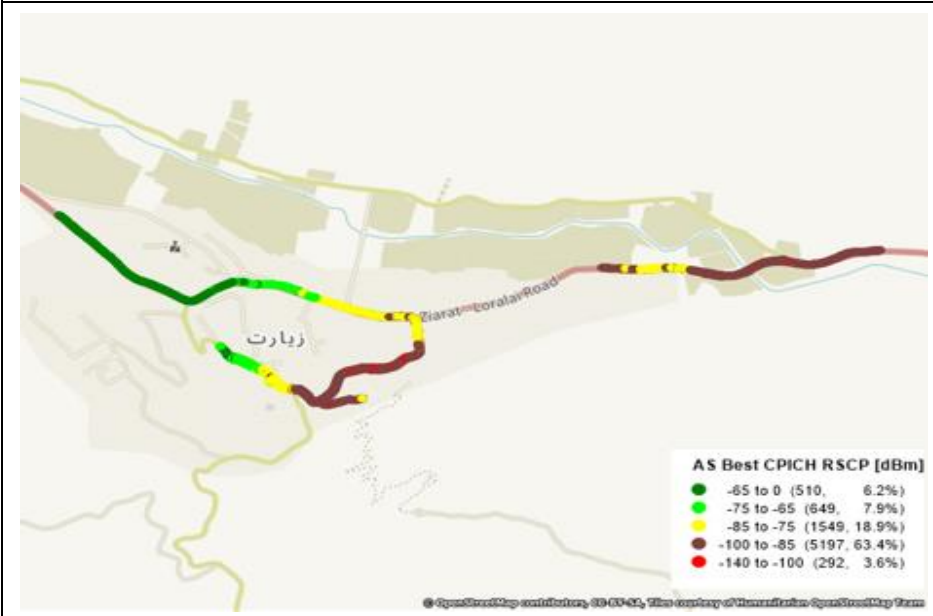 Ziarat - Loralai Road
زيارت
AS Best CPICH RSCP [dBm]
-65 to 0 (510, 6.2%)
-75 to -65 (649, 7.9%)
-85 to -75 (1549, 18.9%)
-100 to -85 (5197, 63.4%)
-140 to -100 (292, 3.6%)
© OpenStreetMap contributors, CC-BY-SA, Tiles courtesy of Humanitarian OpenStreetMap Team